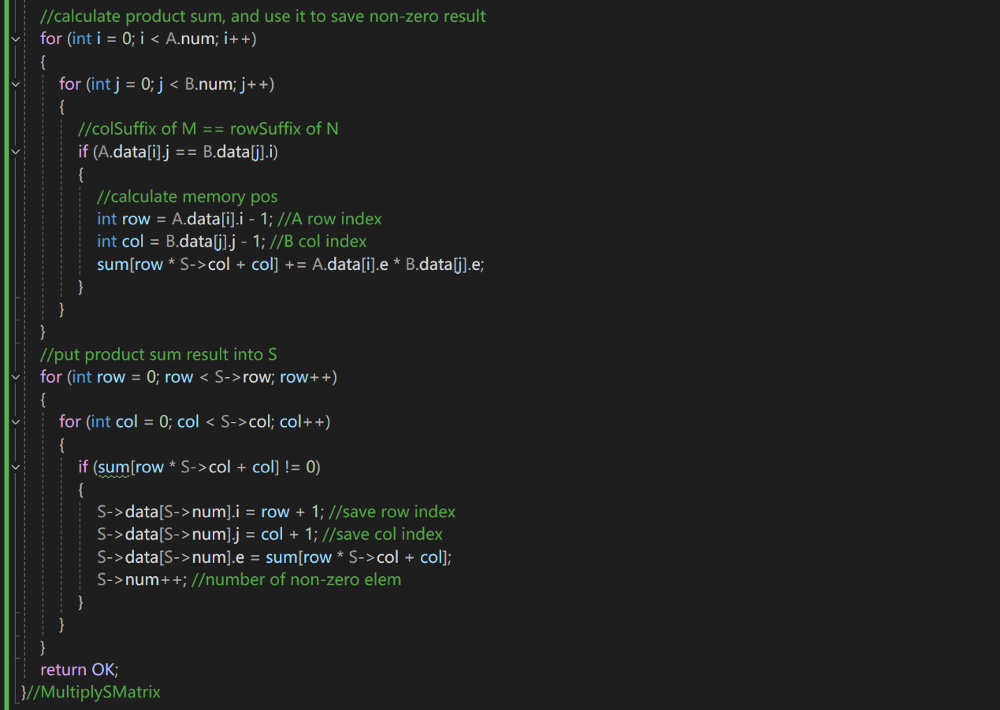 //calculate product sum, and use it to save non-zero result
for (int i = 0; i < A.num; i++)
{
for (int j = 0; j < B.num; j++)
{
//colSuffix of M == rowSuffix of N
if (A.data[i].j == B.data[j].i)
{
//calculate memory pos
int row = A.data[i].i - 1; //A row index
int col = B.data[j].j - 1; //B col index
sum[row * S->col + col] += A.data[i].e * B.data[j].e;
}
}
}
//put product sum result into S
for (int row = 0; row < S->row; row++)
{
for (int col = 0; col < S->col; col++)
{
if (sum[row * S->col + col] != 0)
{
S->data[S->num].i = row + 1; //save row index
S->data[S->num].j = col + 1; //save col index
S->data[S->num].e = sum[row * S->col + col];
S->num++; //number of non-zero elem
}
}
}
return OK;
}//MultiplySMatrix